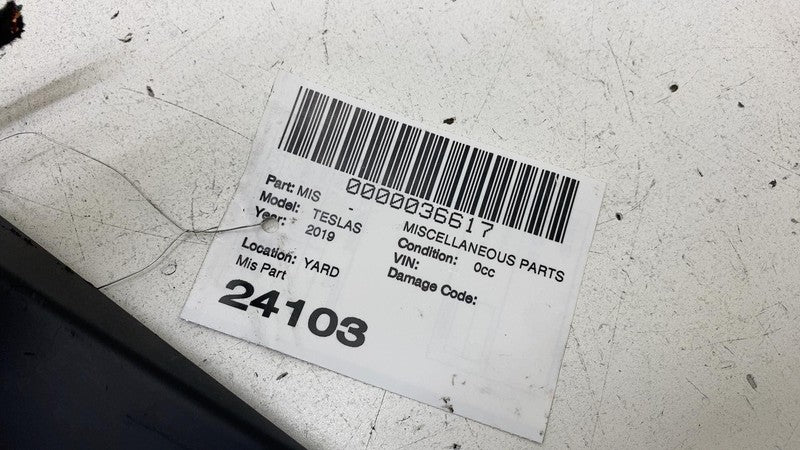 0000036617
Part: MIS - MISCELLANEOUS PARTS
Model: TESLAS Condition: 0cc
Year: 2019 VIN:
Damage Code:
Location: YARD
Mis Part
24103